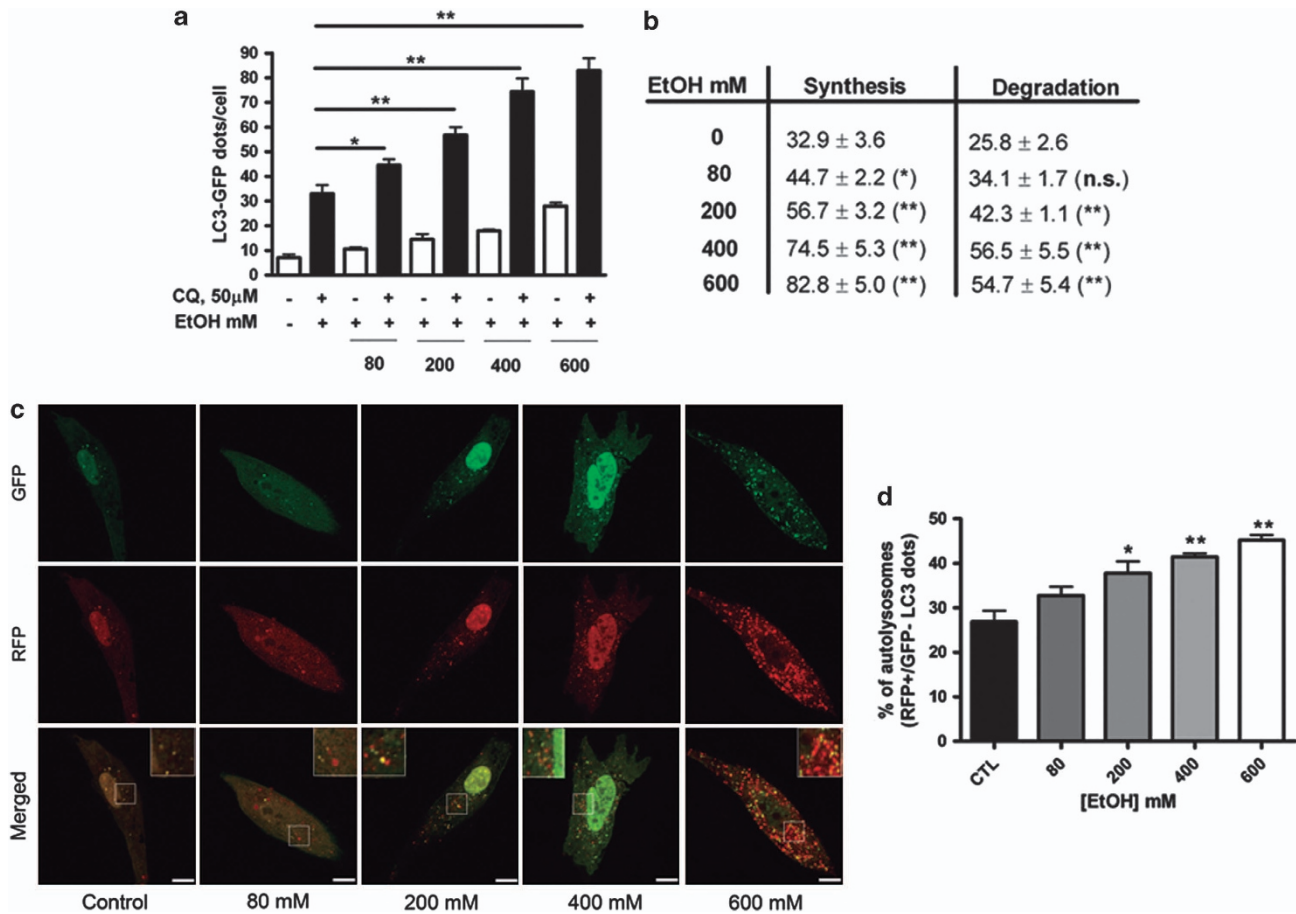 a
**
**
**
*
LC3-GFP dots/cell
90
80
70
60
50
40
30
20
10
0
CQ, 50μM - + - + - + - + - +
EtOH mM - + + + + + + + + +
80 200 400 600
b
EtOH mM Synthesis Degradation
0 32.9 ± 3.6 25.8 ± 2.6
80 44.7 ± 2.2 (*) 34.1 ± 1.7 (n.s.)
200 56.7 ± 3.2 (**) 42.3 ± 1.1 (**)
400 74.5 ± 5.3 (**) 56.5 ± 5.5 (**)
600 82.8 ± 5.0 (**) 54.7 ± 5.4 (**)
c
GFP
RFP
Merged
Control 80 mM 200 mM 400 mM 600 mM
d
% of autolysosomes
(RFP+/GFP- LC3 dots)
50
40
30
20
10
0
* ** **
CTL 80 200 400 600
[EtOH] mM